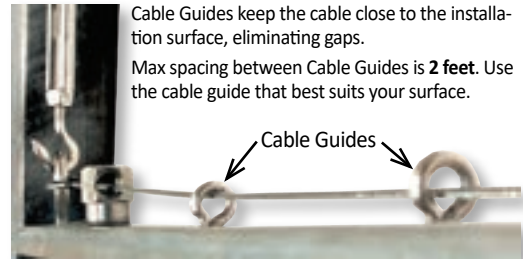 Cable Guides keep the cable close to the installa-
tion surface, eliminating gaps.
Max spacing between Cable Guides is 2 feet. Use
the cable guide that best suits your surface.
Cable Guides